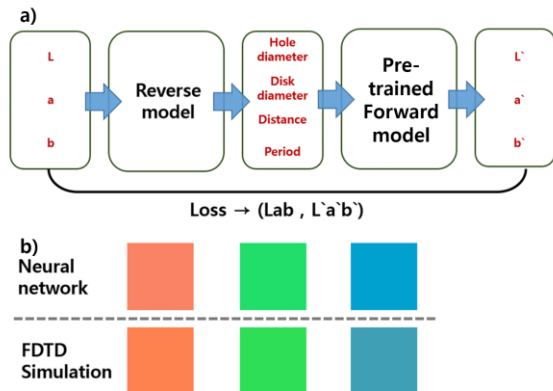 a)
L
a
b
Reverse
model
Hole
diameter
Disk
diameter
Distance
Period
Pre-
trained
Forward
model
L`
a`
b`
Loss → (Lab , L`a`b`)
b)
Neural
network
FDTD
Simulation